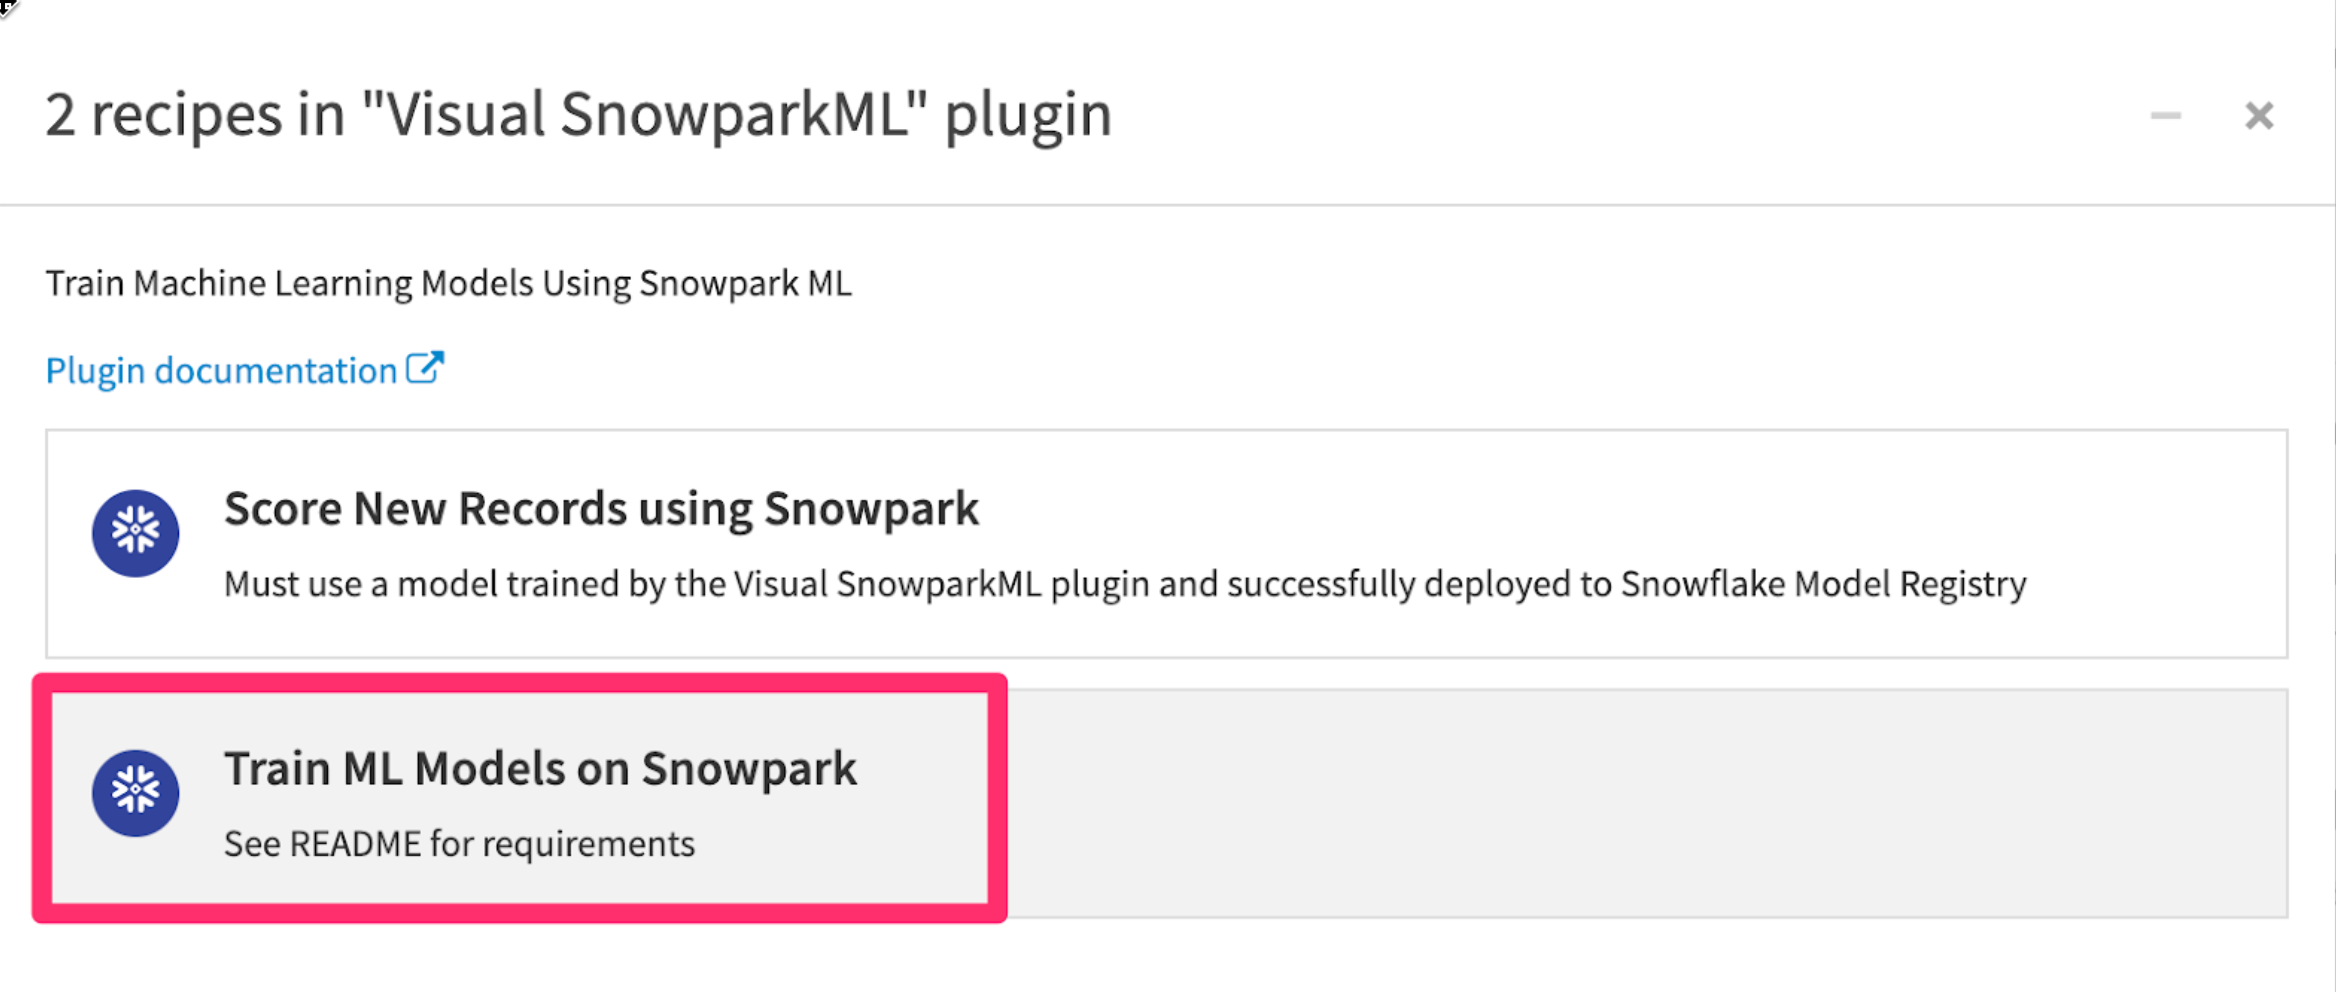 2 recipes in "Visual SnowparkML" plugin
Train Machine Learning Models Using Snowpark ML
Plugin documentation
Score New Records using Snowpark
Must use a model trained by the Visual SnowparkML plugin and successfully deployed to Snowflake Model Registry
Train ML Models on Snowpark
See README for requirements